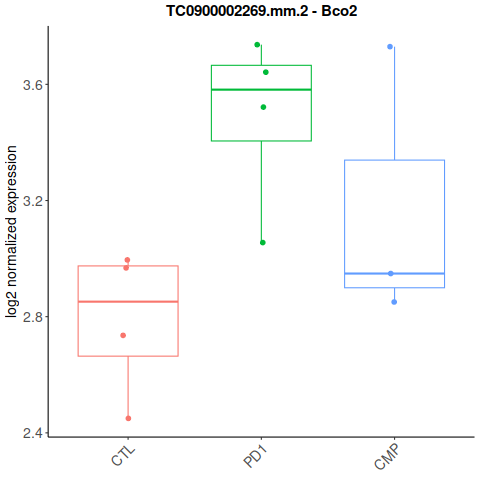 TC0900002269.mm.2 - Bco2
log2 normalized expression
3.6
3.2
2.8
2.4
CTL
PD1
CMP